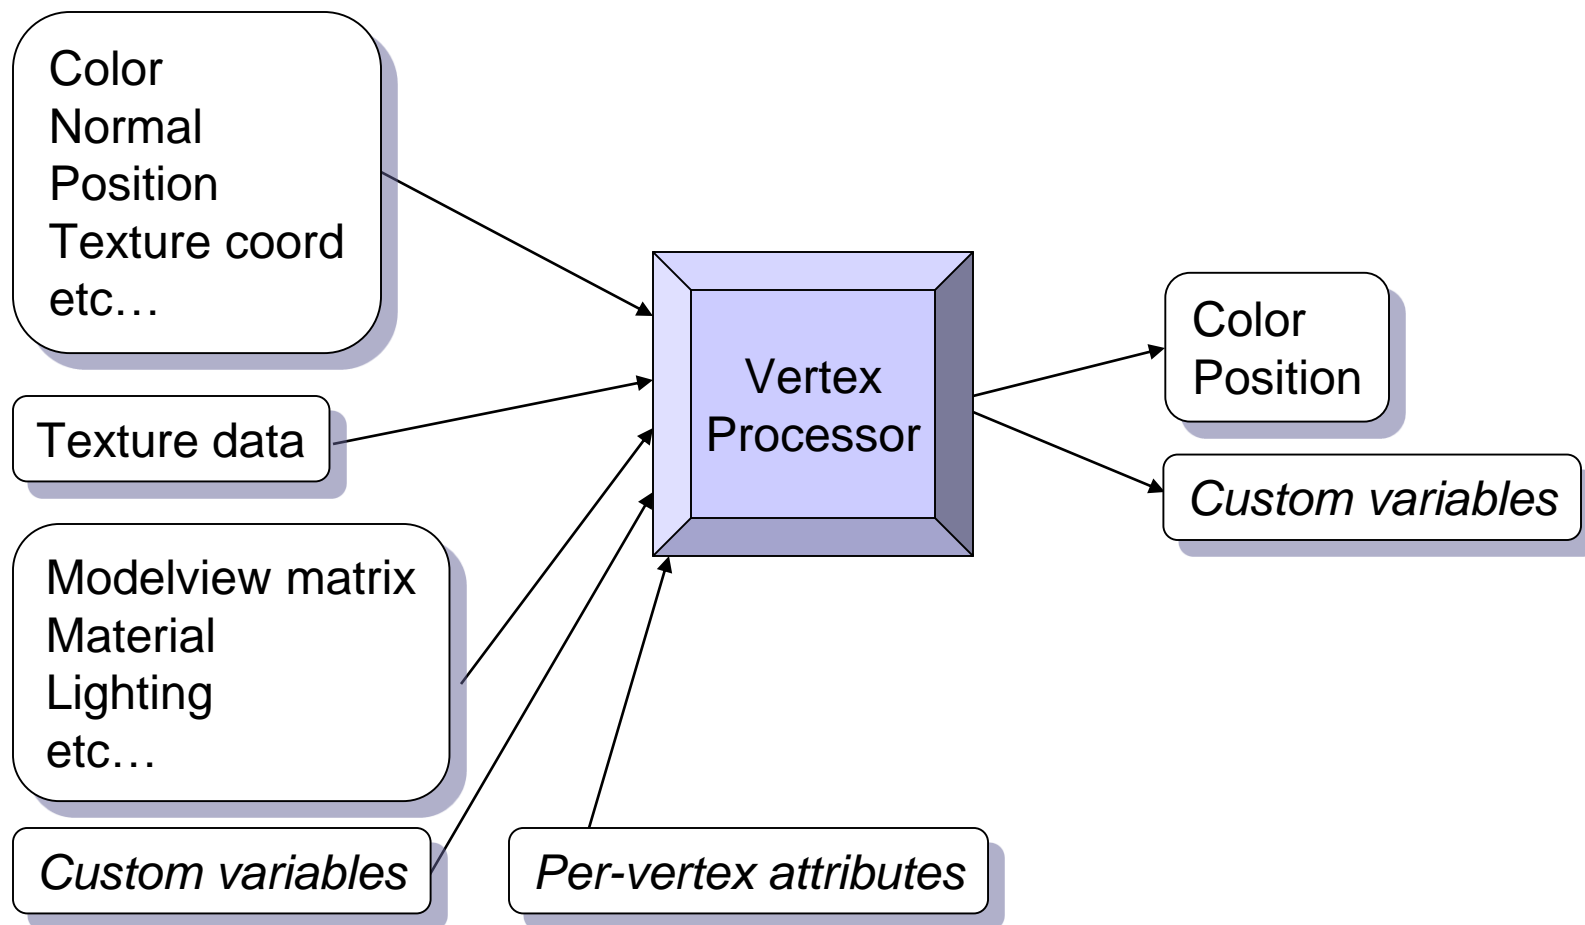 Color
Normal
Position
Texture coord
etc…
Texture data
Modelview matrix
Material
Lighting
etc…
Custom variables
Per-vertex attributes
Vertex
Processor
Color
Position
Custom variables